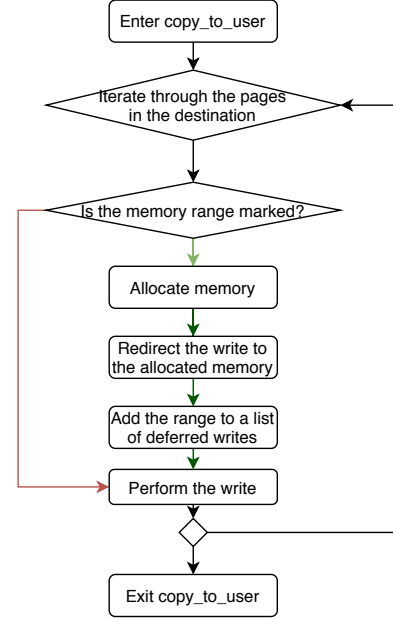 Enter copy_to_user
Iterate through the pages
in the destination
Is the memory range marked?
Allocate memory
Redirect the write to
the allocated memory
Add the range to a list
of deferred writes
Perform the write
Exit copy_to_user